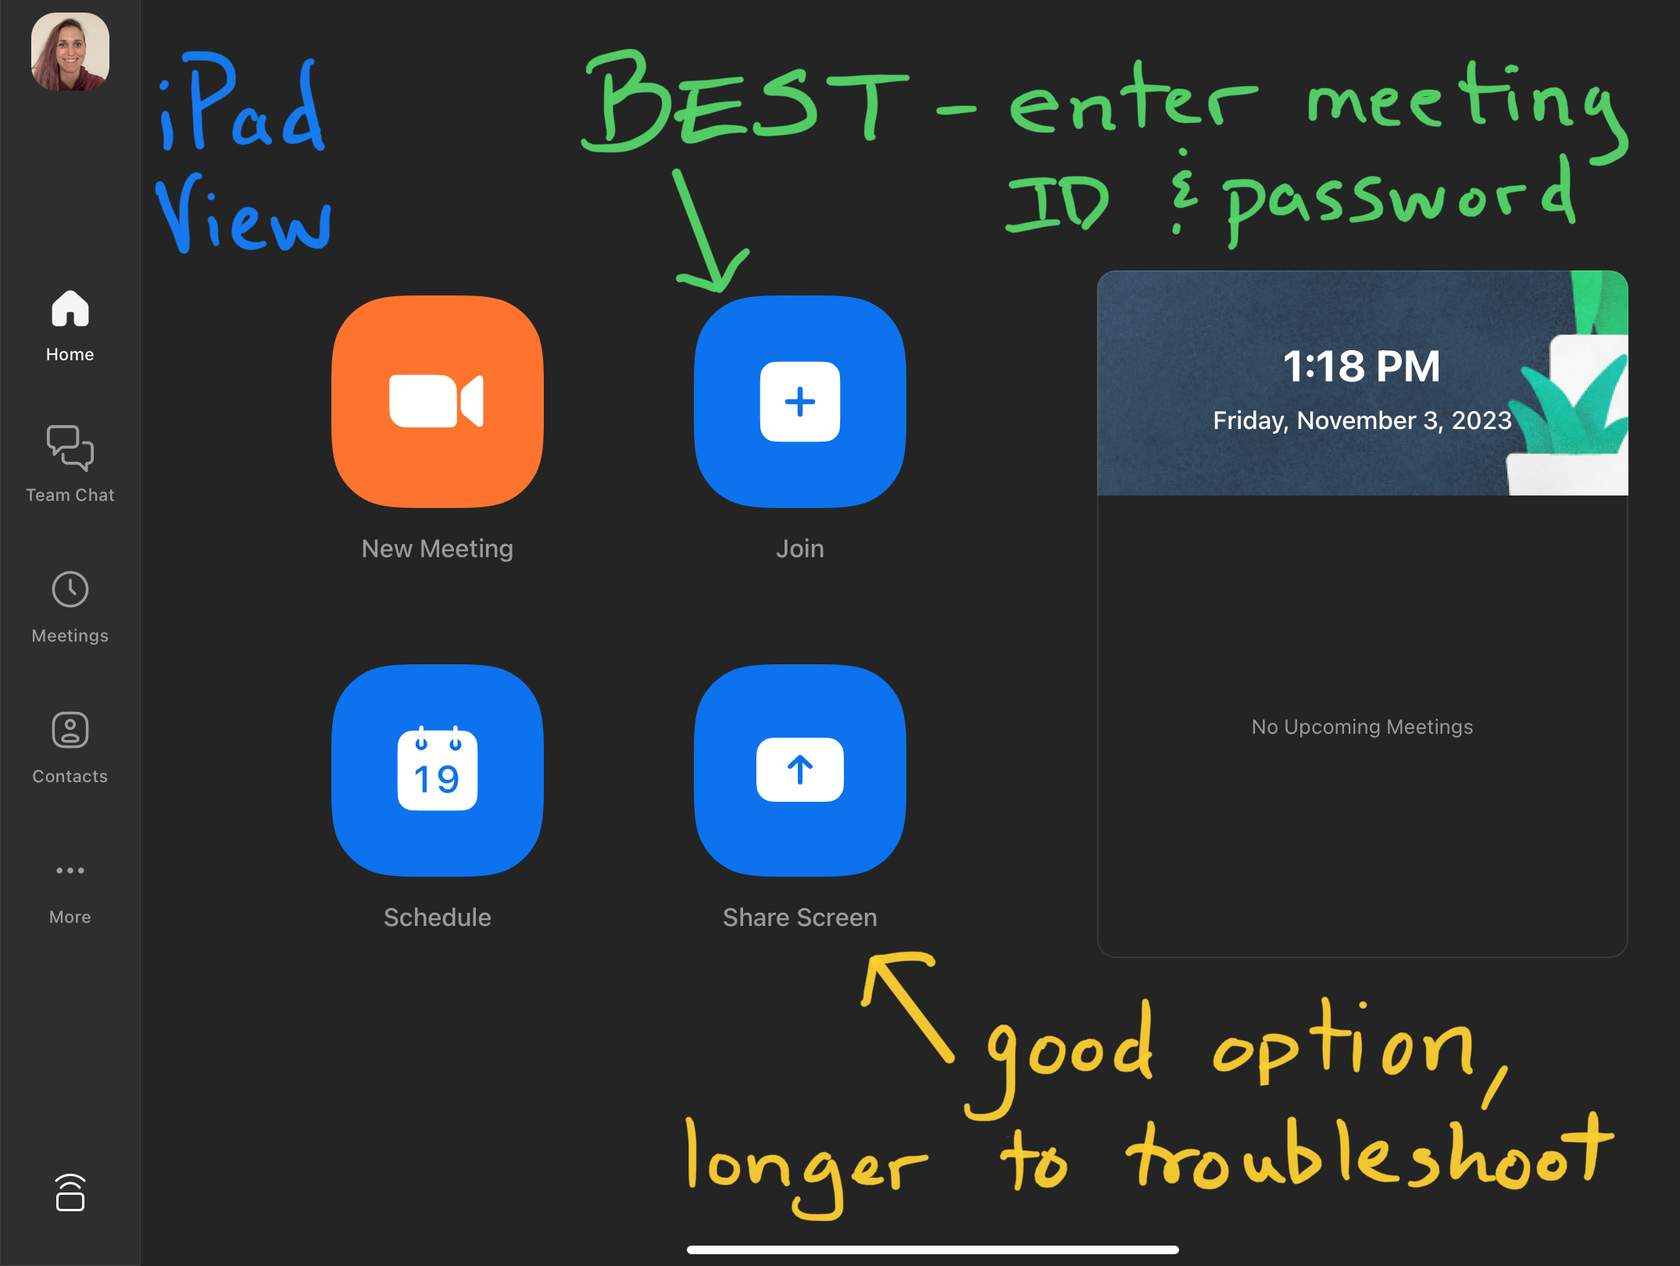 iPad
View
BEST - enter meeting
ID & password
Home
Team Chat
Meetings
Contacts
More
New Meeting
Join
19
Schedule
Share Screen
1:18 PM
Friday, November 3, 2023
No Upcoming Meetings
good option,
longer to troubleshoot